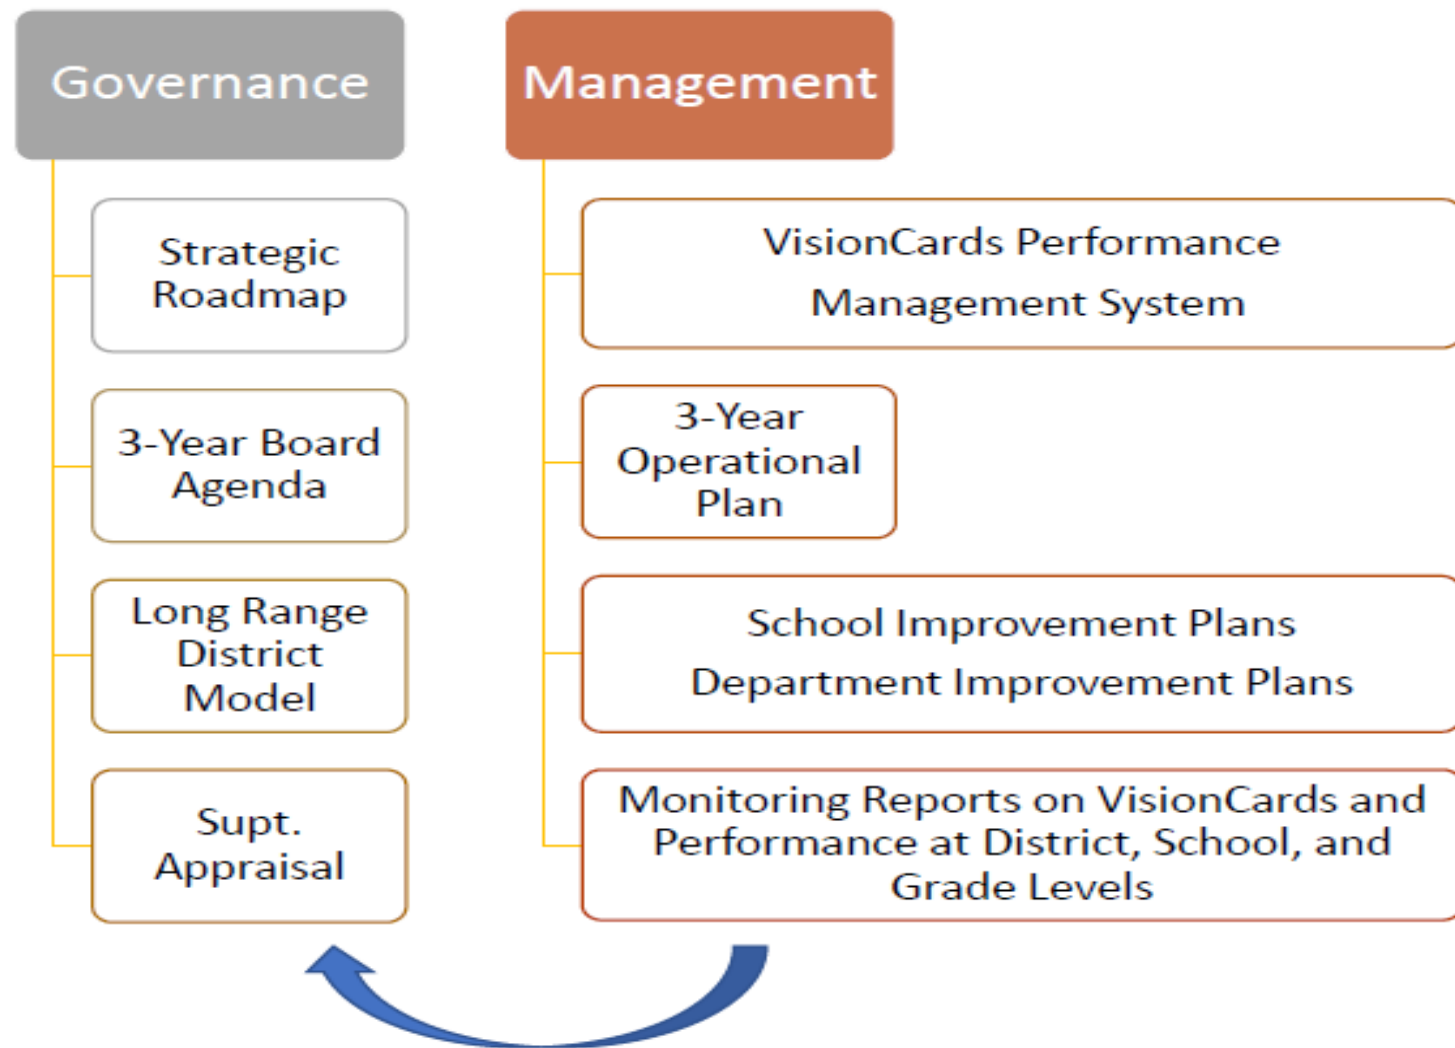 Governance
Strategic
Roadmap
3-Year Board
Agenda
Long Range
District
Model
Supt.
Appraisal
Management
VisionCards Performance
Management System
3-Year
Operational
Plan
School Improvement Plans
Department Improvement Plans
Monitoring Reports on VisionCards and
Performance at District, School, and
Grade Levels